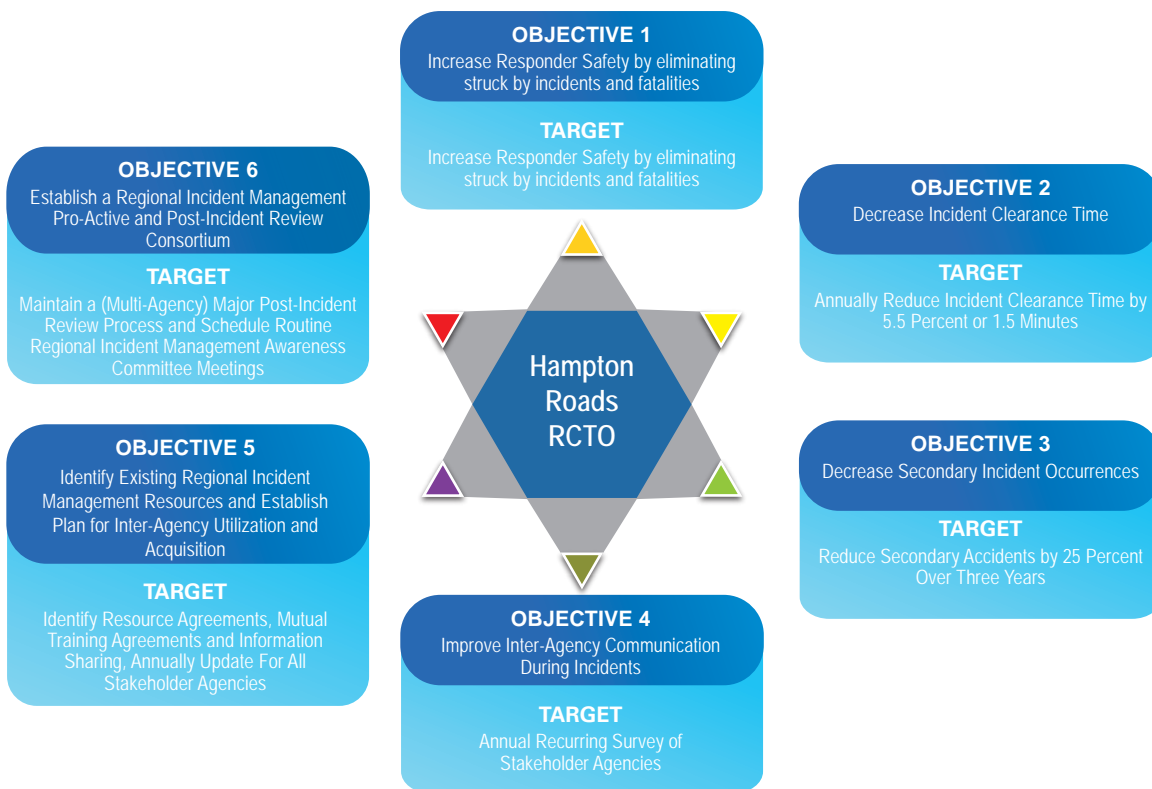 OBJECTIVE 1
Increase Responder Safety by eliminating
struck by incidents and fatalities
TARGET
Increase Responder Safety by eliminating
struck by incidents and fatalities
OBJECTIVE 2
Decrease Incident Clearance Time
TARGET
Annually Reduce Incident Clearance Time by
5.5 Percent or 1.5 Minutes
OBJECTIVE 3
Decrease Secondary Incident Occurrences
TARGET
Reduce Secondary Accidents by 25 Percent
Over Three Years
OBJECTIVE 4
Improve Inter-Agency Communication
During Incidents
TARGET
Annual Recurring Survey of
Stakeholder Agencies
OBJECTIVE 5
Identify Existing Regional Incident
Management Resources and Establish
Plan for Inter-Agency Utilization and
Acquisition
TARGET
Identify Resource Agreements, Mutual
Training Agreements and Information
Sharing, Annually Update For All
Stakeholder Agencies
OBJECTIVE 6
Establish a Regional Incident Management
Pro-Active and Post-Incident Review
Consortium
TARGET
Maintain a (Multi-Agency) Major Post-Incident
Review Process and Schedule Routine
Regional Incident Management Awareness
Committee Meetings
Hampton
Roads
RCTO